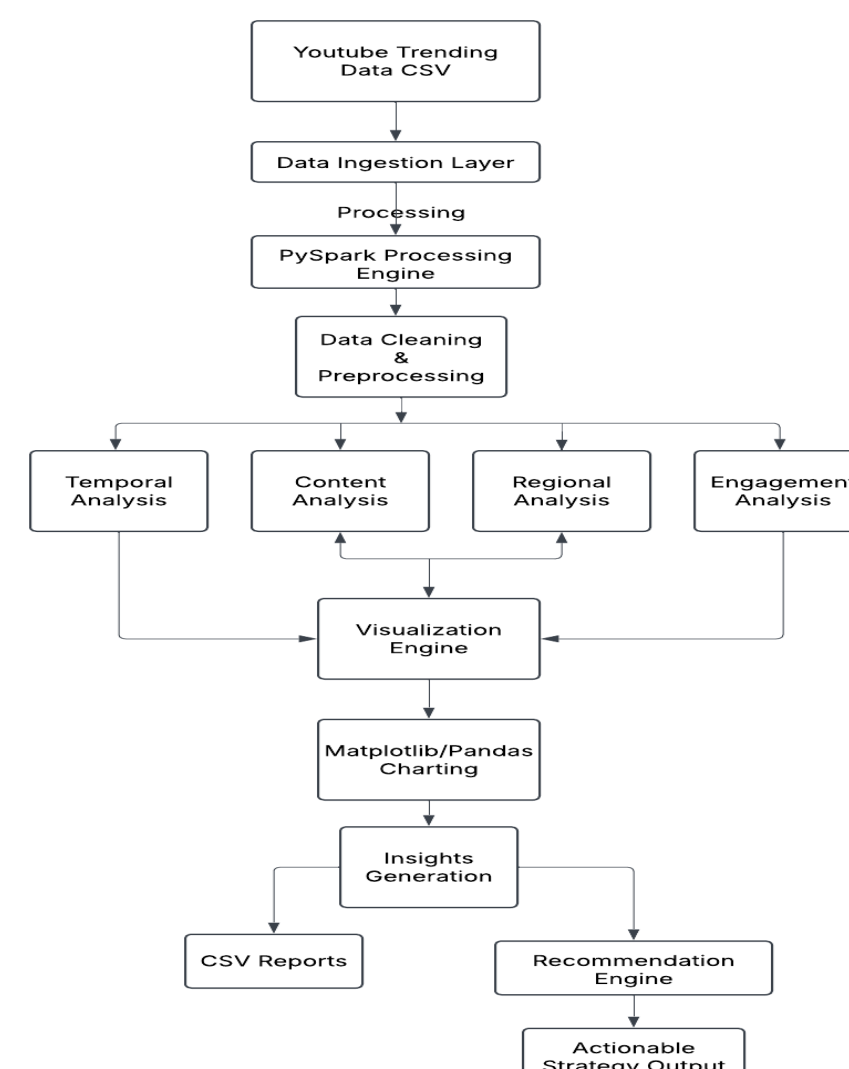 Youtube Trending
Data CSV
Data Ingestion Layer
Processing
PySpark Processing
Engine
Data Cleaning
&
Preprocessing
Temporal
Analysis
Content
Analysis
Regional
Analysis
Engagement
Analysis
Visualization
Engine
Matplotlib/Pandas
Charting
Insights
Generation
CSV Reports
Recommendation
Engine
Actionable
Strategy Output